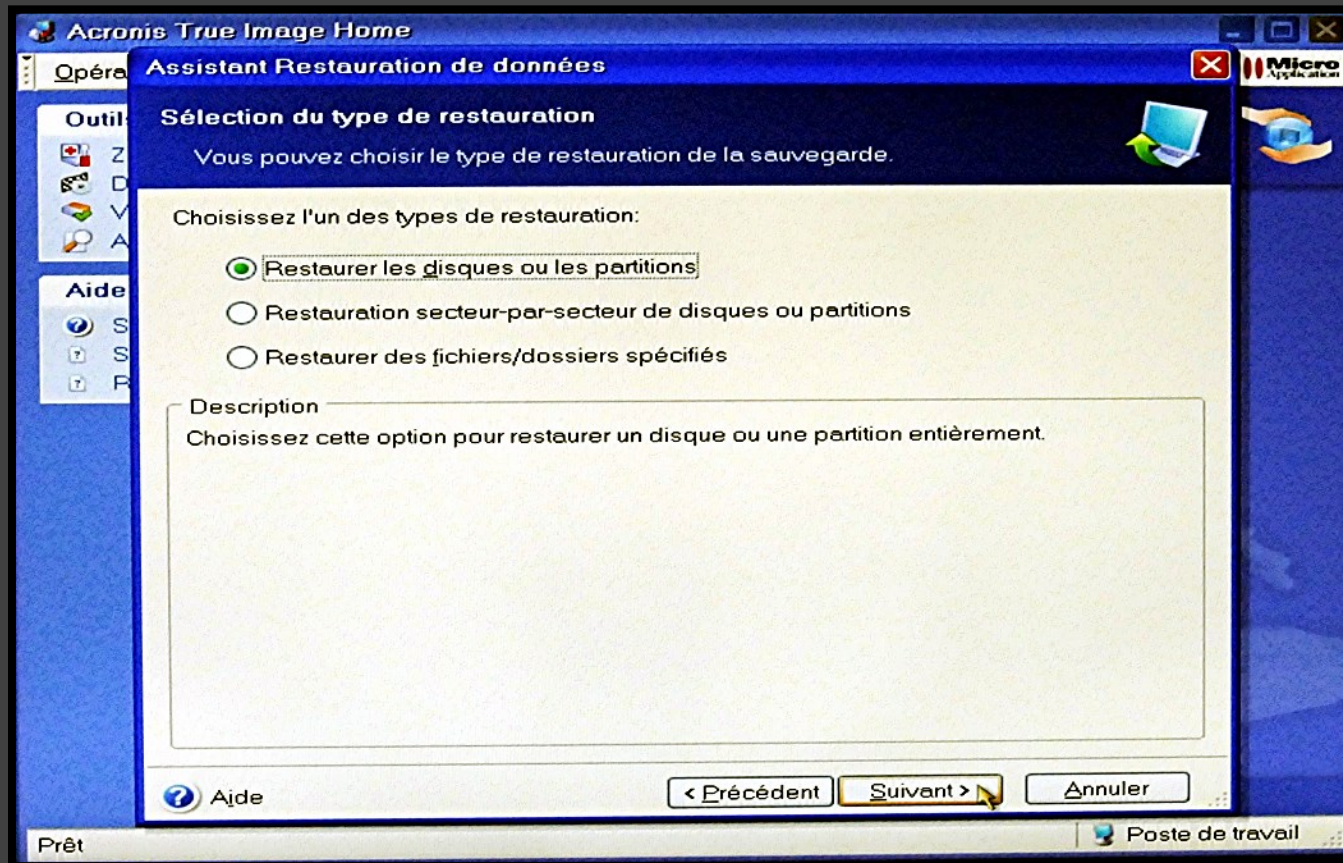 Acronis True Image Home
Opéra
Micro
Application
Assistant Restauration de données
Sélection du type de restauration
Vous pouvez choisir le type de restauration de la sauvegarde.
Outil
Z
D
V
A
Aide
S
S
R
Choisissez l'un des types de restauration:
Restaurer les disques ou les partitions
Restauration secteur-par-secteur de disques ou partitions
Restaurer des fichiers/dossiers spécifiés
Description
Choisissez cette option pour restaurer un disque ou une partition entièrement.
Aide
< Précédent
Suivant >
Annuler
Prêt
Poste de travail